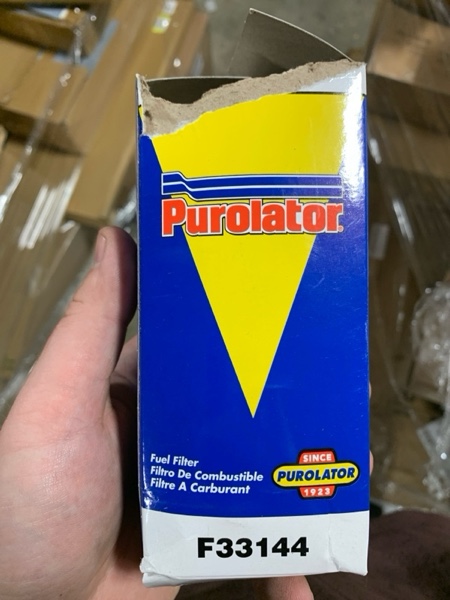 Purolator
Fuel Filter
Filtro De Combustible
Filtre A Carburant
SINCE
PUROLATOR
1923
F33144